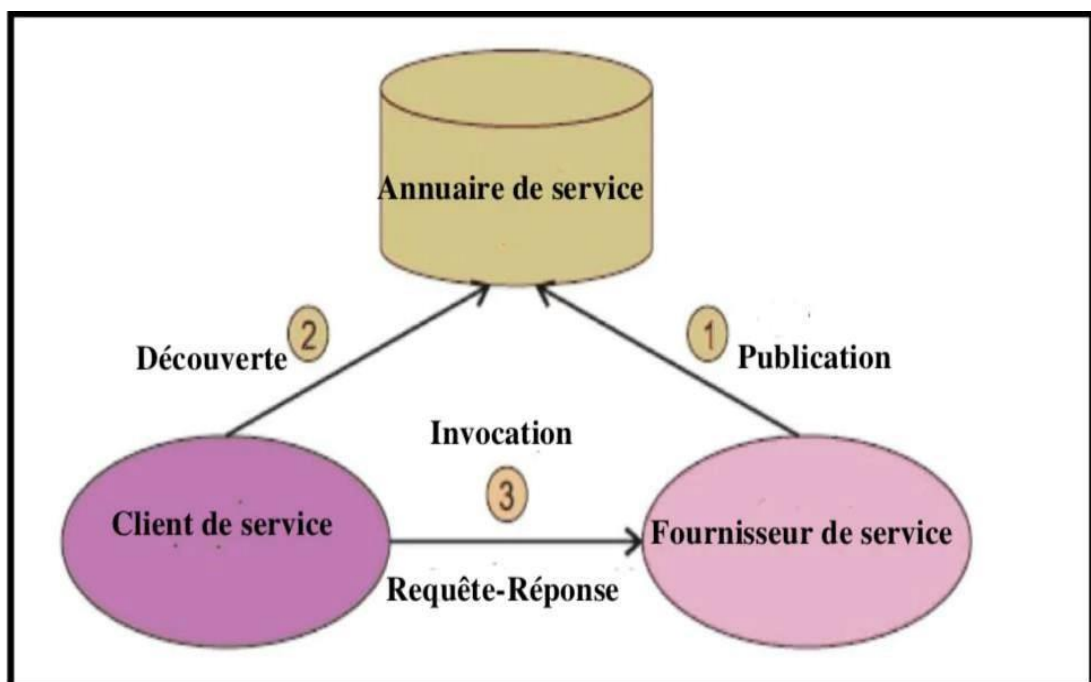 Annuaire de service
2
1
Découverte
Publication
Invocation
3
Client de service
Fournisseur de service
Requête-Réponse